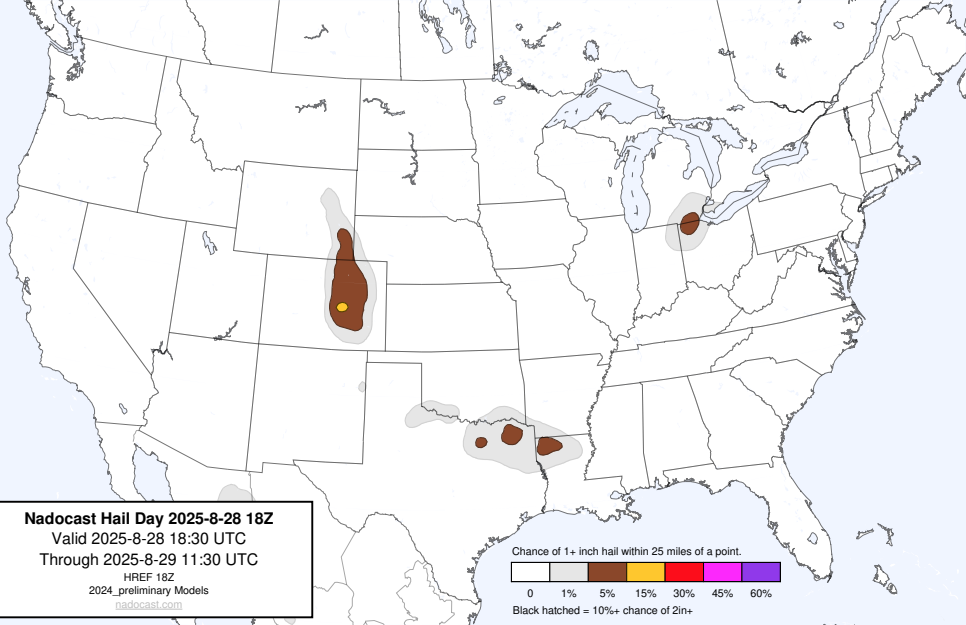 Nadocast Hail Day 2025-8-28 18Z
Valid 2025-8-28 18:30 UTC
Through 2025-8-29 11:30 UTC
HREF 18Z
2024_preliminary Models
nadocast.com
Chance of 1+ inch hail within 25 miles of a point.
0 1% 5% 15% 30% 45% 60%
Black hatched = 10%+ chance of 2in+